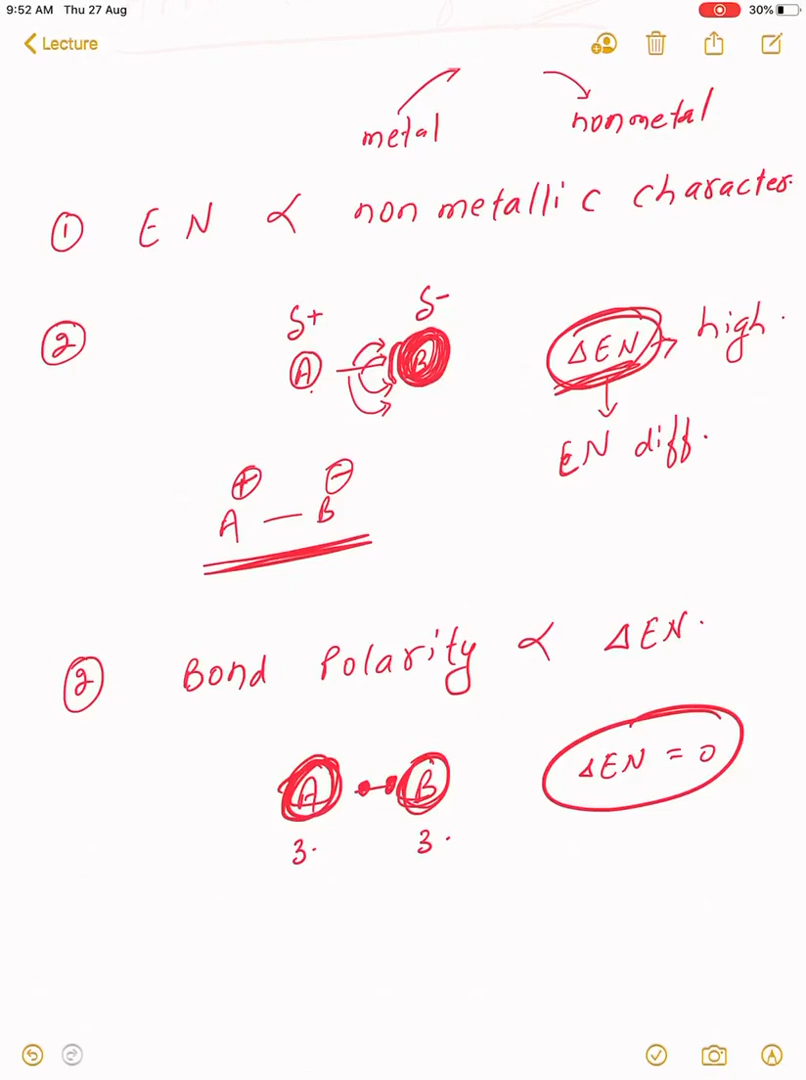 9:52 AM Thu 27 Aug
30%
Lecture
metal nonmetal
① EN ∝ non metallic character.
② δ+ δ-
A B ΔEN → high.
EN diff.
⊕ ⊖
A — B
② Bond Polarity ∝ ΔEN.
A B ΔEN = 0
3. 3.